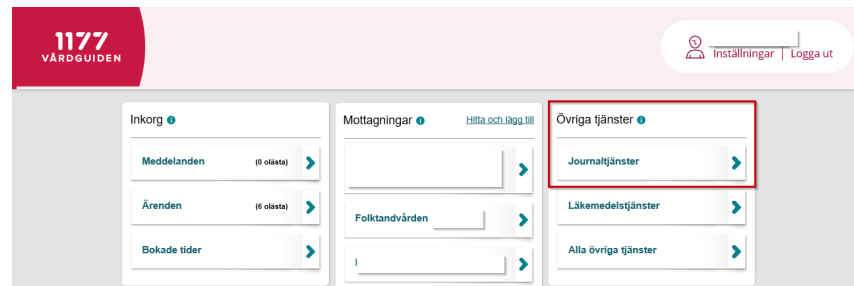 1177
VÅRDGUIDEN
Inställningar | Logga ut
Inkorg
Meddelanden (0 olästa)
Ärenden (6 olästa)
Bokade tider
Mottagningar Hitta och lägg till
Folktandvården
Övriga tjänster
Journaltjänster
Läkemedelstjänster
Alla övriga tjänster